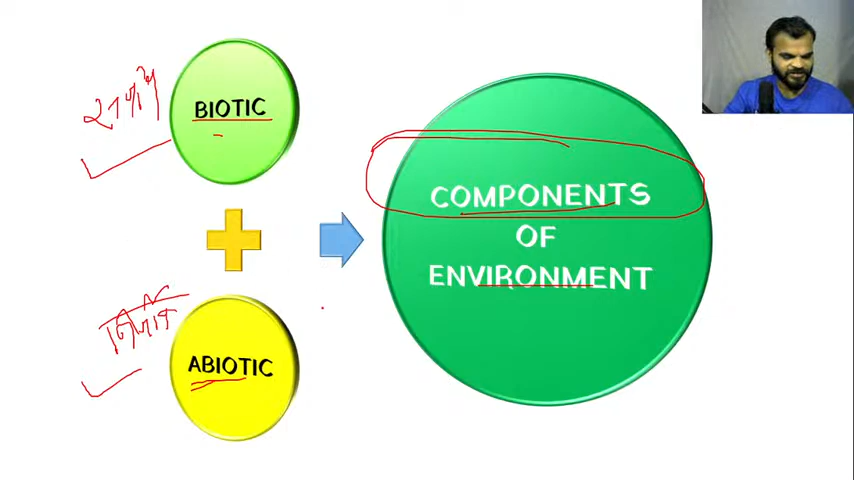 BIOTIC
ABIOTIC
COMPONENTS
OF
ENVIRONMENT